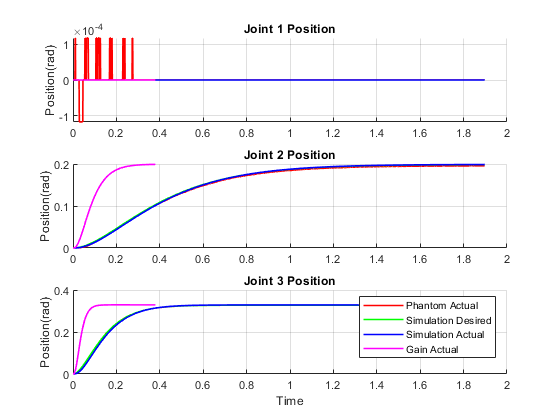 Joint 1 Position
×10⁻⁴
Position(rad)
1
0
-1
0 0.2 0.4 0.6 0.8 1 1.2 1.4 1.6 1.8 2
Joint 2 Position
Position(rad)
0.2
0.1
0
0 0.2 0.4 0.6 0.8 1 1.2 1.4 1.6 1.8 2
Joint 3 Position
Position(rad)
0.4
0.2
0
0 0.2 0.4 0.6 0.8 1 1.2 1.4 1.6 1.8 2
Time
Phantom Actual
Simulation Desired
Simulation Actual
Gain Actual